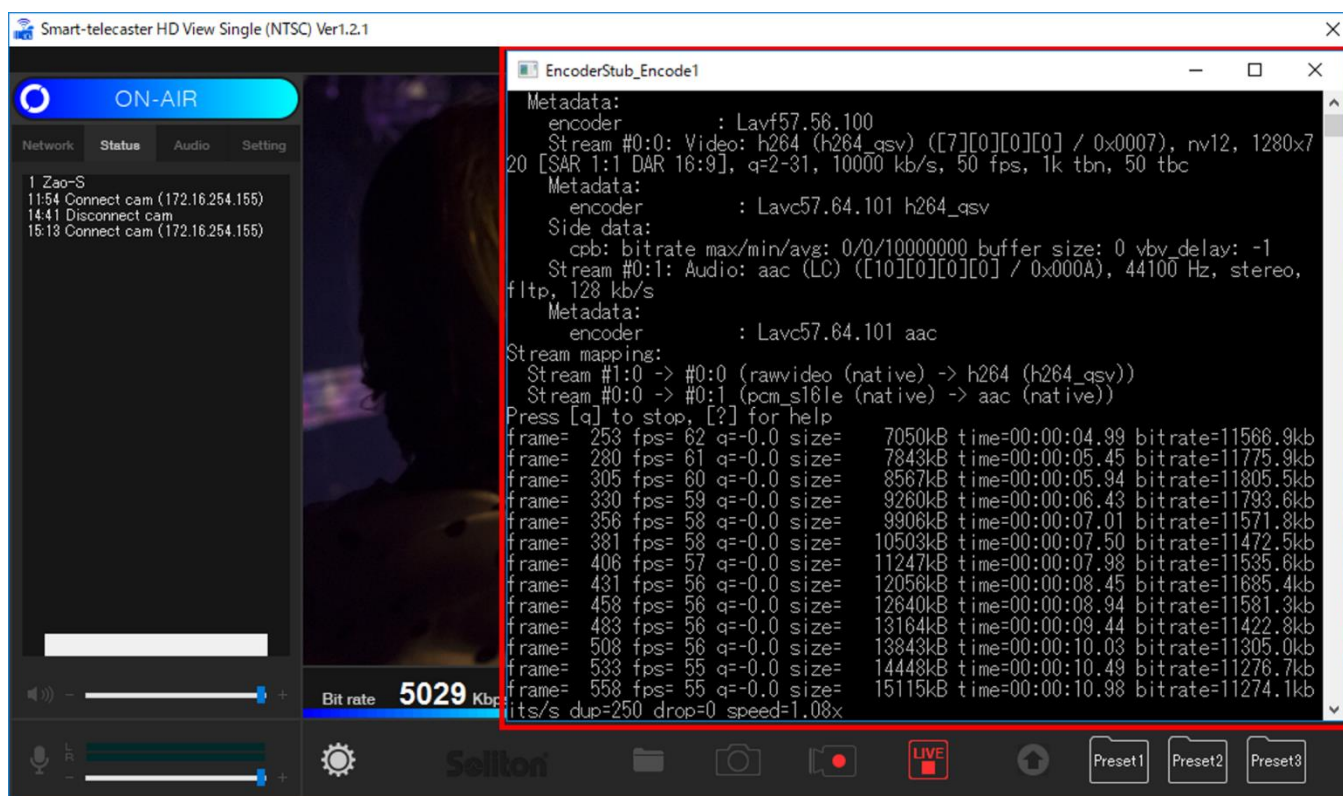 Smart-telecaster HD View Single (NTSC) Ver1.2.1
ON-AIR
Network Status Audio Setting
1 Zao-S
11:54 Connect cam (172.16.254.155)
14:41 Disconnect cam
15:13 Connect cam (172.16.254.155)
EncoderStub_Encode1
Metadata:
encoder : Lavf57.56.100
Stream #0:0: Video: h264 (h264_qsv) ([7][0][0][0] / 0x0007), nv12, 1280x7
20 [SAR 1:1 DAR 16:9], q=2-31, 10000 kb/s, 50 fps, 1k tbn, 50 tbc
Metadata:
encoder : Lavc57.64.101 h264_qsv
Side data:
cpb: bitrate max/min/avg: 0/0/10000000 buffer size: 0 vbv_delay: -1
Stream #0:1: Audio: aac (LC) ([10][0][0][0] / 0x000A), 44100 Hz, stereo,
fltp, 128 kb/s
Metadata:
encoder : Lavc57.64.101 aac
Stream mapping:
Stream #1:0 -> #0:0 (rawvideo (native) -> h264 (h264_qsv))
Stream #0:0 -> #0:1 (pcm_s16le (native) -> aac (native))
Press [q] to stop, [?] for help
frame= 253 fps= 62 q=-0.0 size= 7050kB time=00:00:04.99 bitrate=11566.9kb
frame= 280 fps= 61 q=-0.0 size= 7843kB time=00:00:05.45 bitrate=11775.9kb
frame= 305 fps= 60 q=-0.0 size= 8567kB time=00:00:05.94 bitrate=11805.5kb
frame= 330 fps= 59 q=-0.0 size= 9260kB time=00:00:06.43 bitrate=11793.6kb
frame= 356 fps= 58 q=-0.0 size= 9906kB time=00:00:07.01 bitrate=11571.8kb
frame= 381 fps= 58 q=-0.0 size= 10503kB time=00:00:07.50 bitrate=11472.5kb
frame= 406 fps= 57 q=-0.0 size= 11247kB time=00:00:07.98 bitrate=11535.6kb
frame= 431 fps= 56 q=-0.0 size= 12056kB time=00:00:08.45 bitrate=11685.4kb
frame= 458 fps= 56 q=-0.0 size= 12640kB time=00:00:08.94 bitrate=11581.3kb
frame= 483 fps= 56 q=-0.0 size= 13164kB time=00:00:09.44 bitrate=11422.8kb
frame= 508 fps= 56 q=-0.0 size= 13843kB time=00:00:10.03 bitrate=11305.0kb
frame= 533 fps= 55 q=-0.0 size= 14448kB time=00:00:10.49 bitrate=11276.7kb
frame= 558 fps= 55 q=-0.0 size= 15115kB time=00:00:10.98 bitrate=11274.1kb
its/s dup=250 drop=0 speed=1.08x
Bit rate 5029 Kbp
L
R
Soliton
LIVE
Preset1 Preset2 Preset3